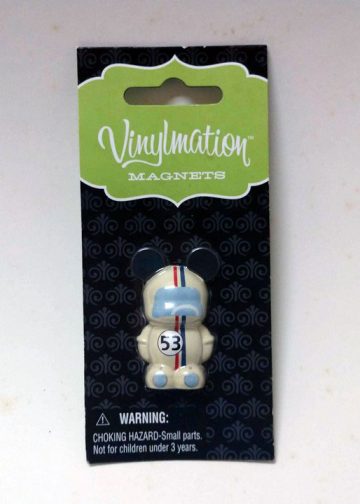 Vinylmation™
MAGNETS
53
⚠ WARNING:
CHOKING HAZARD-Small parts.
Not for children under 3 years.